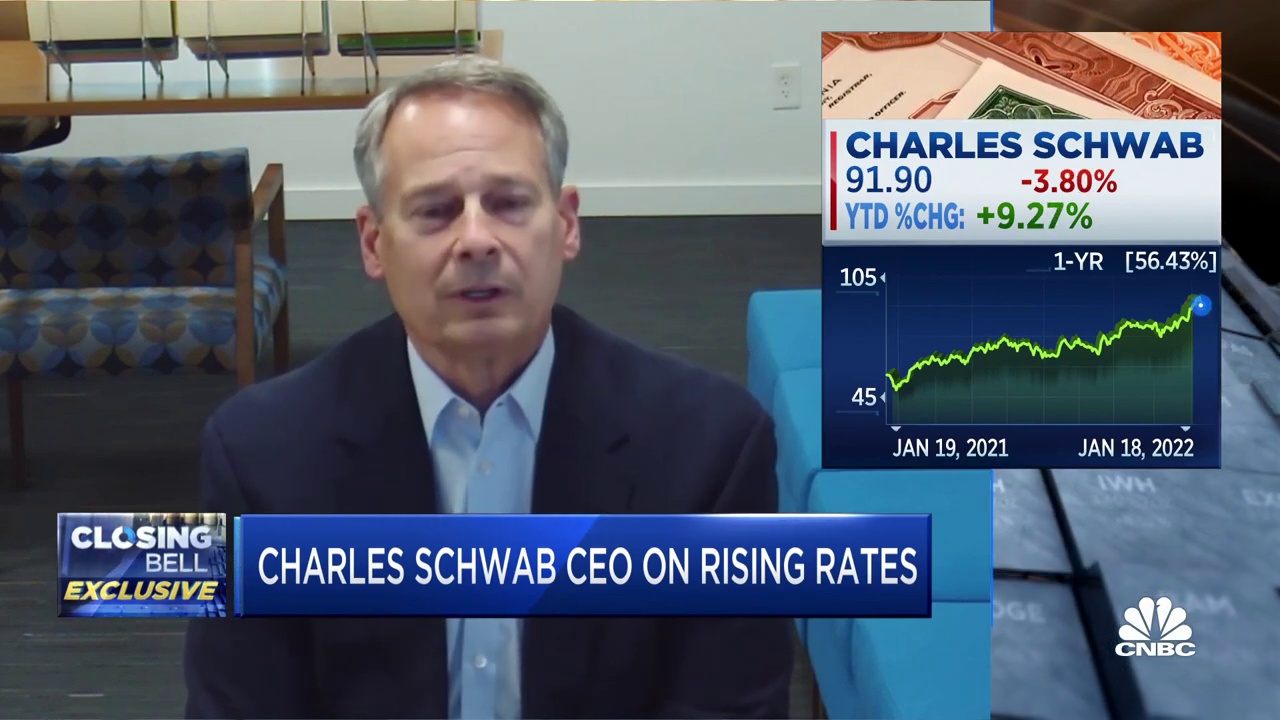 NIA
REGISTRAR.
OFFICER.
CHARLES SCHWAB
91.90 -3.80%
YTD %CHG: +9.27%
1-YR [56.43%]
105
45
JAN 19, 2021 JAN 18, 2022
CLOSING
BELL
EXCLUSIVE
CHARLES SCHWAB CEO ON RISING RATES
IWH
CNBC